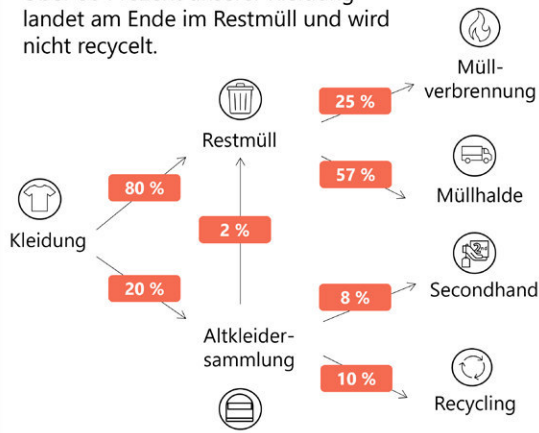 landet am Ende im Restmüll und wird
nicht recycelt.
Müll-
verbrennung
25 %
Restmüll
57 %
80 %
Müllhalde
Kleidung
2 %
20 %
8 %
Secondhand
Altkleider-
sammlung
10 %
Recycling